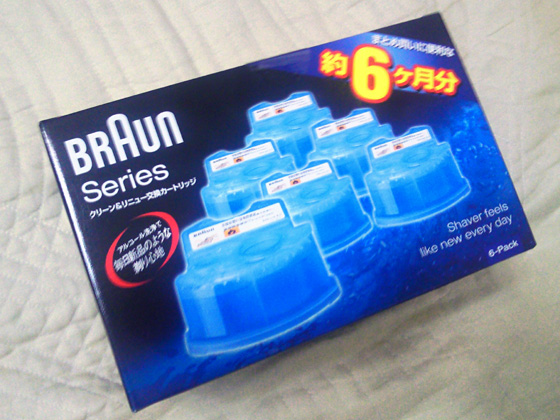 まとめ買いに便利な
約6ヶ月分
BRAUN
Series
クリーン&リニュー交換カートリッジ
アルコール洗浄で
毎日新品のような
剃り心地
BRAUN
Shaver feels
like new every day
6-Pack